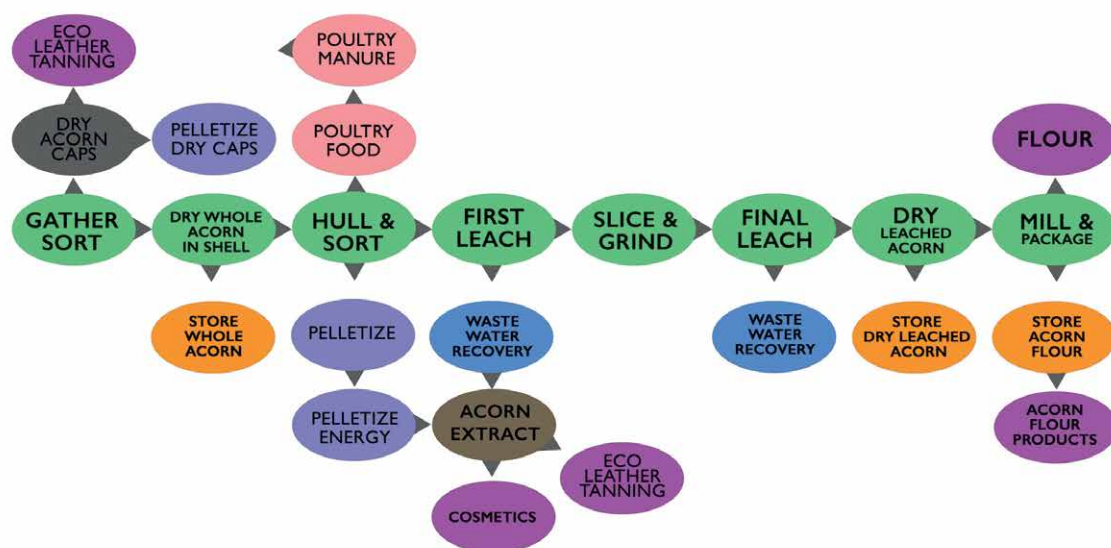 ECO
LEATHER
TANNING
POULTRY
MANURE
DRY
ACORN
CAPS
PELLETIZE
DRY CAPS
POULTRY
FOOD
FLOUR
GATHER
SORT
DRY WHOLE
ACORN
IN SHELL
HULL &
SORT
FIRST
LEACH
SLICE &
GRIND
FINAL
LEACH
DRY
LEACHED
ACORN
MILL &
PACKAGE
STORE
WHOLE
ACORN
PELLETIZE
WASTE
WATER
RECOVERY
WASTE
WATER
RECOVERY
STORE
DRY LEACHED
ACORN
STORE
ACORN
FLOUR
PELLETIZE
ENERGY
ACORN
EXTRACT
ACORN
FLOUR
PRODUCTS
ECO
LEATHER
TANNING
COSMETICS